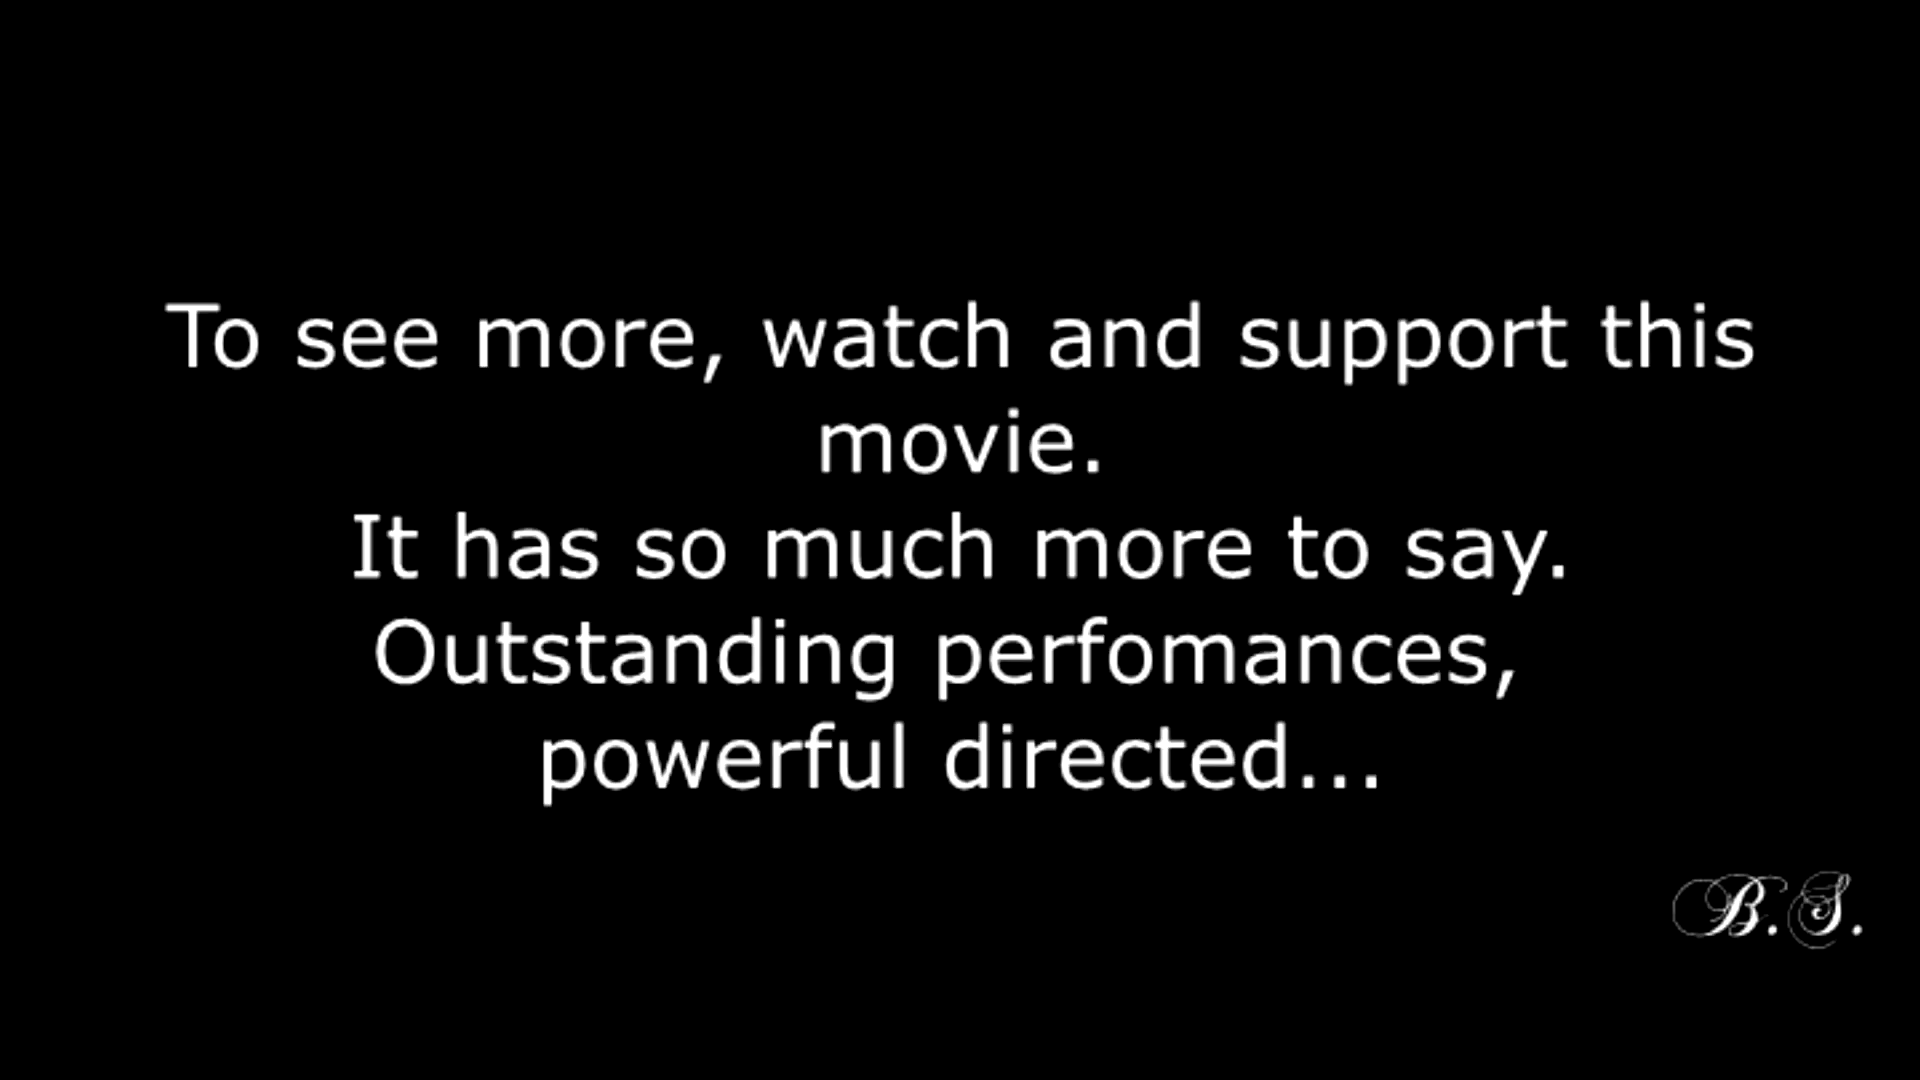 To see more, watch and support this
movie.
It has so much more to say.
Outstanding perfomances,
powerful directed...
B.S.